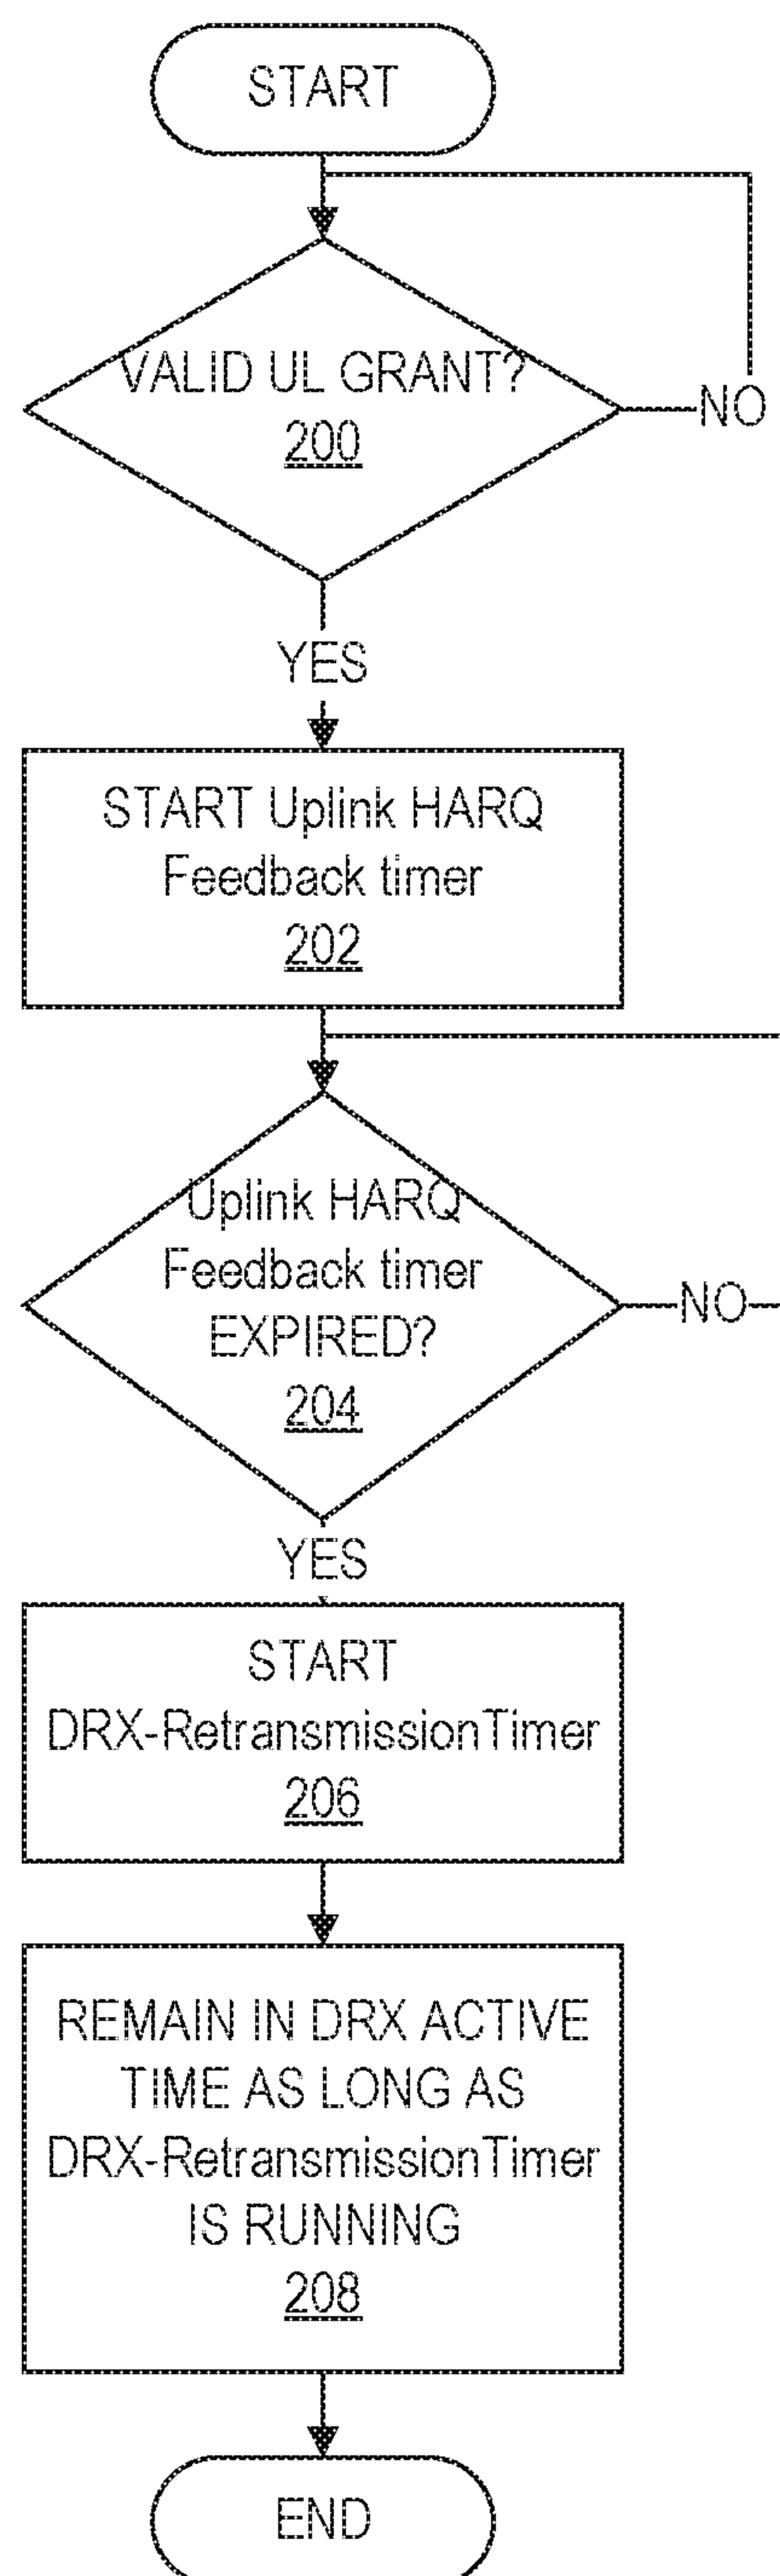 START
VALID UL GRANT?
200
NO
YES
START Uplink HARQ
Feedback timer
202
Uplink HARQ
Feedback timer
EXPIRED?
204
NO
YES
START
DRX-RetransmissionTimer
206
REMAIN IN DRX ACTIVE
TIME AS LONG AS
DRX-RetransmissionTimer
IS RUNNING
208
END